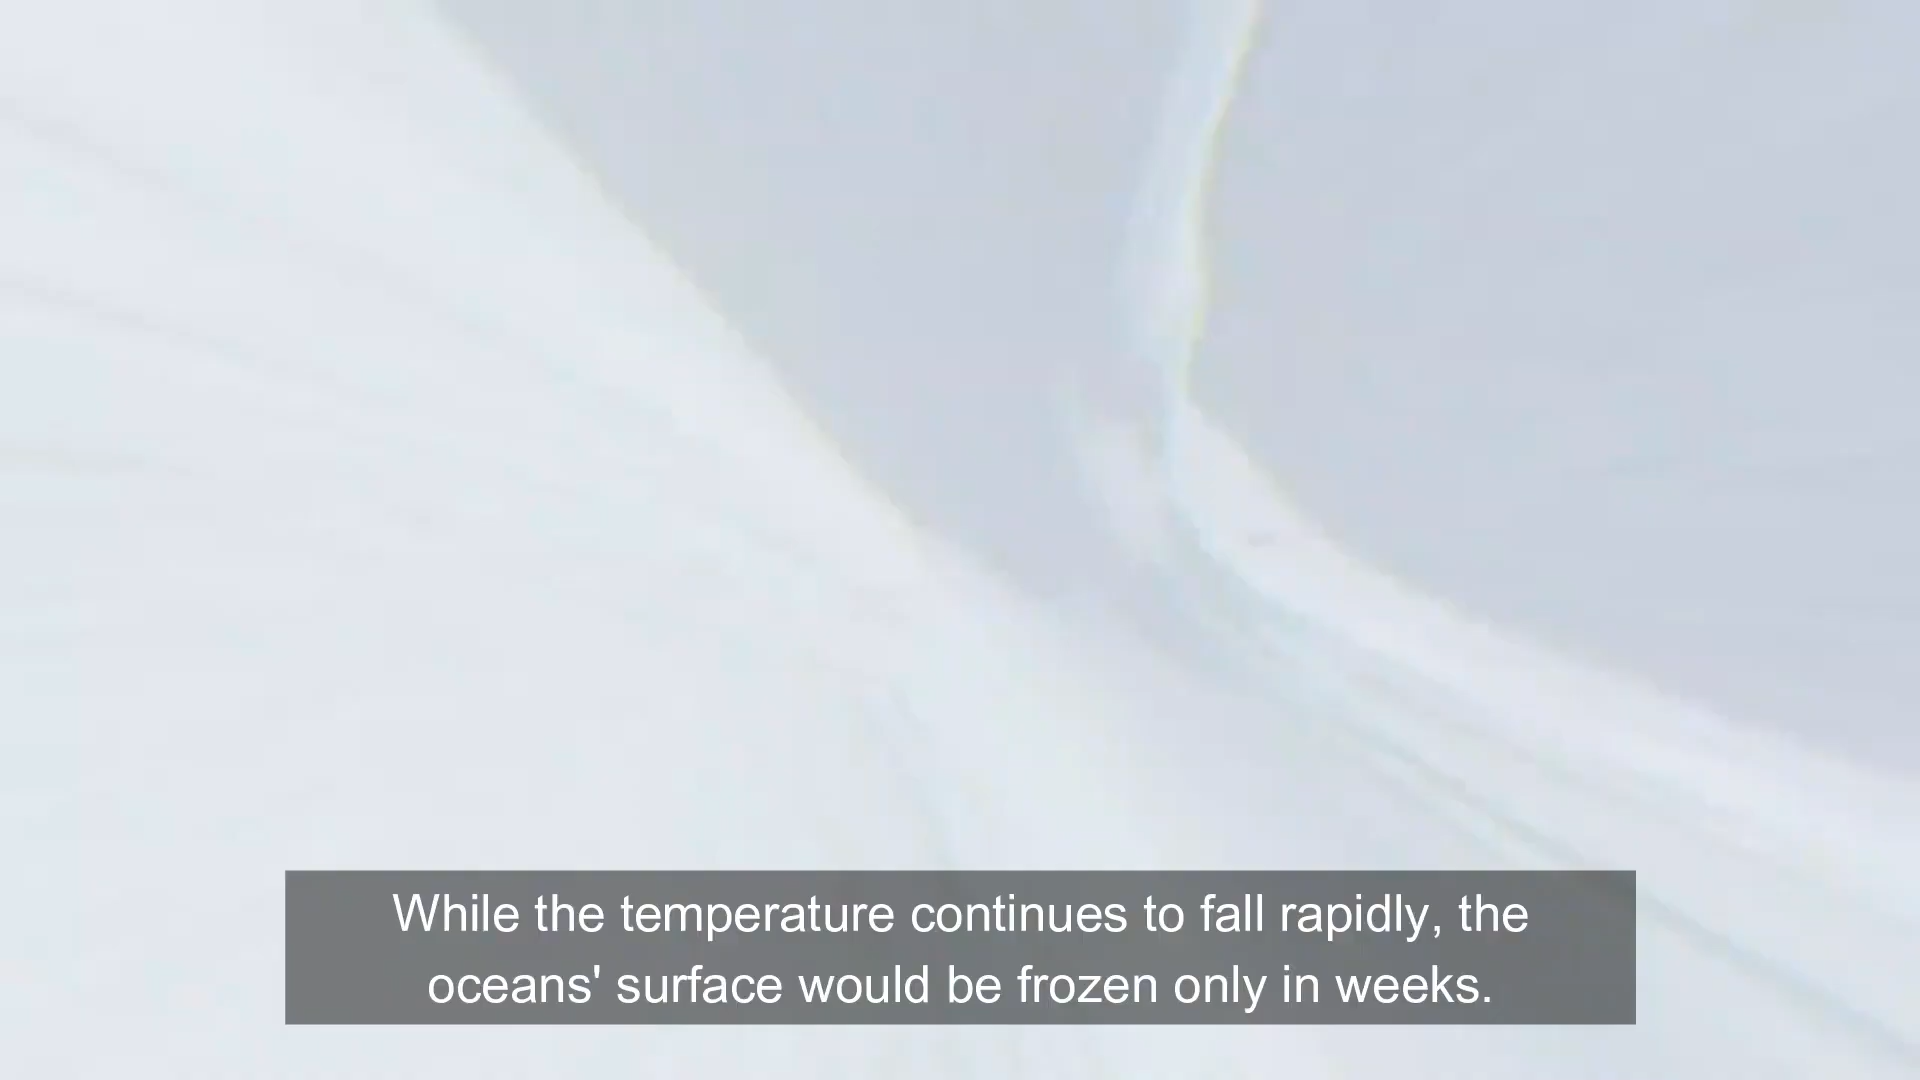 While the temperature continues to fall rapidly, the
oceans' surface would be frozen only in weeks.